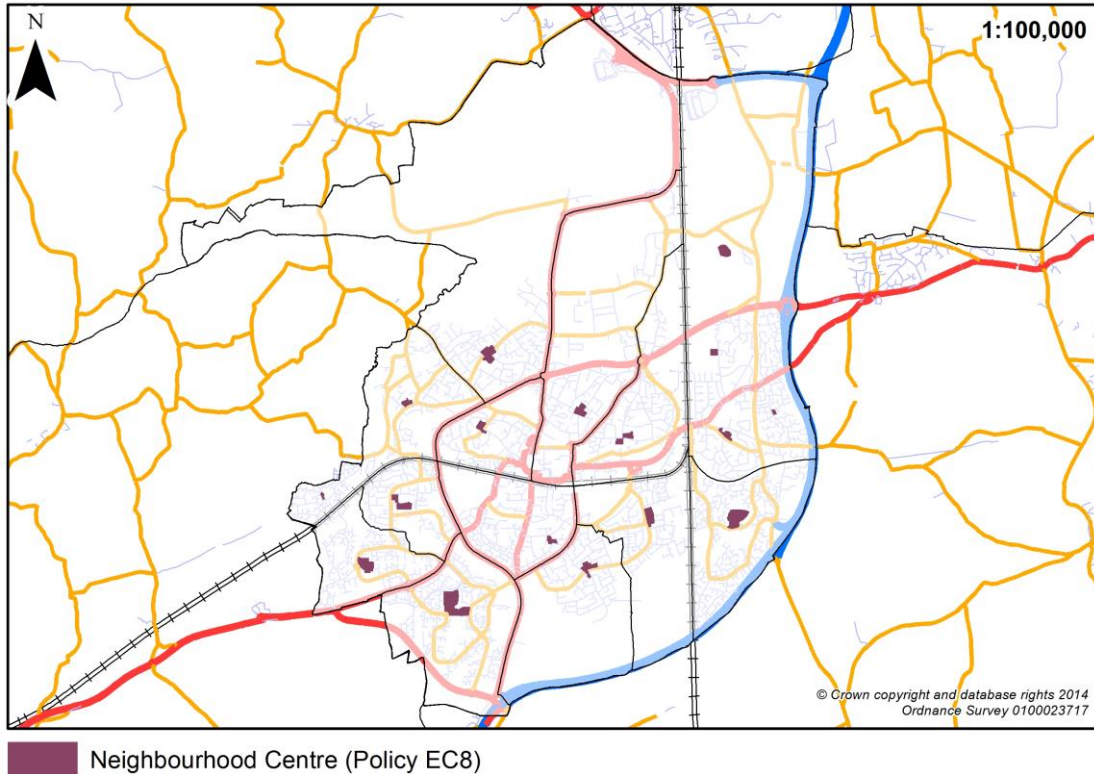 N
1:100,000
© Crown copyright and database rights 2014
Ordnance Survey 0100023717
Neighbourhood Centre (Policy EC8)